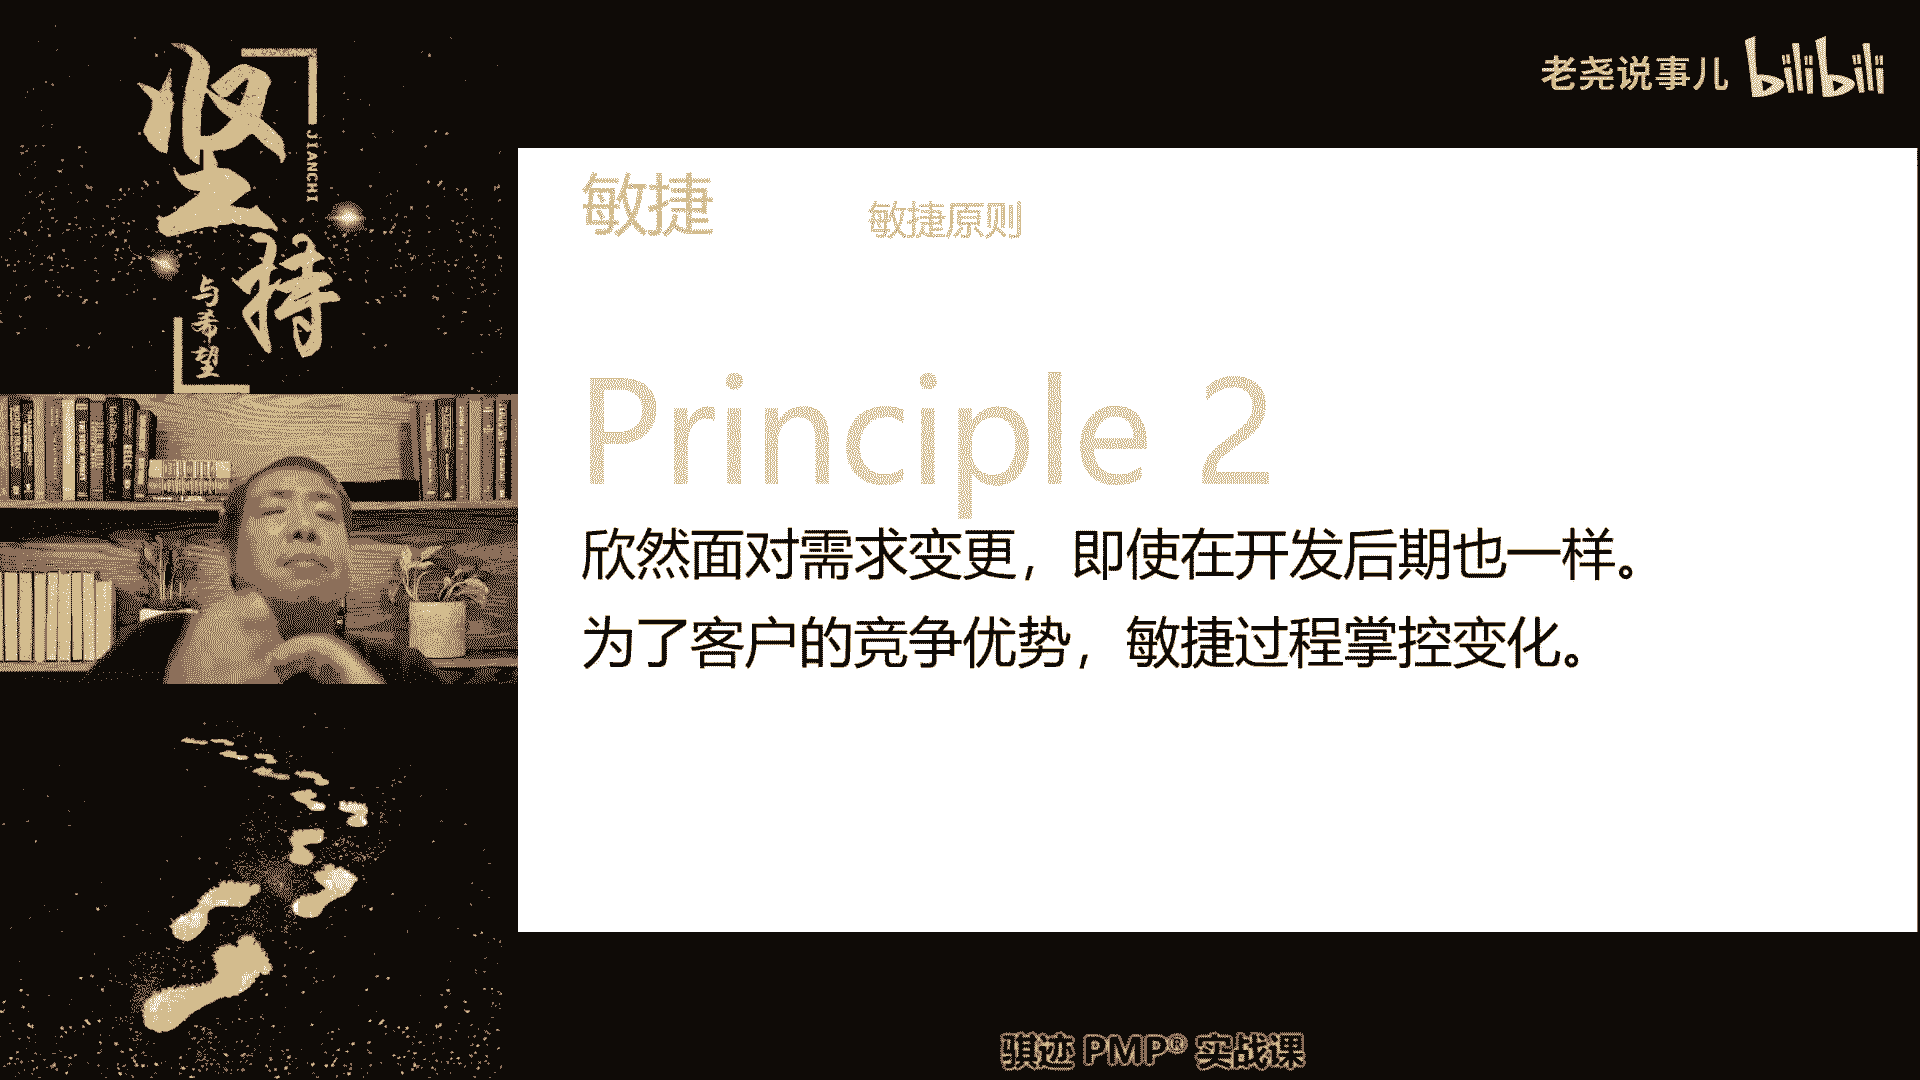 坚持
JIANCHI
与希望
老尧说事儿 bilibili
敏捷
敏捷原则
Principle 2
欣然面对需求变更，即使在开发后期也一样。
为了客户的竞争优势，敏捷过程掌控变化。
骐迹 PMP® 实战课